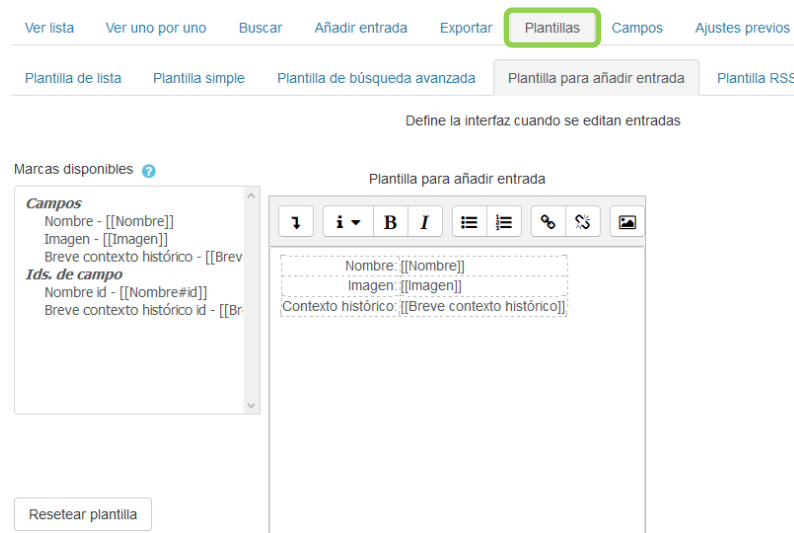 Ver lista Ver uno por uno Buscar Añadir entrada Exportar Plantillas Campos Ajustes previos
Plantilla de lista Plantilla simple Plantilla de búsqueda avanzada Plantilla para añadir entrada Plantilla RSS
Define la interfaz cuando se editan entradas
Marcas disponibles ?
Plantilla para añadir entrada
Campos
Nombre - [[Nombre]]
Imagen - [[Imagen]]
Breve contexto histórico - [[Brev
Ids. de campo
Nombre id - [[Nombre#id]]
Breve contexto histórico id - [[Br
i B I
Nombre: [[Nombre]]
Imagen: [[Imagen]]
Contexto histórico: [[Breve contexto histórico]]
Resetear plantilla